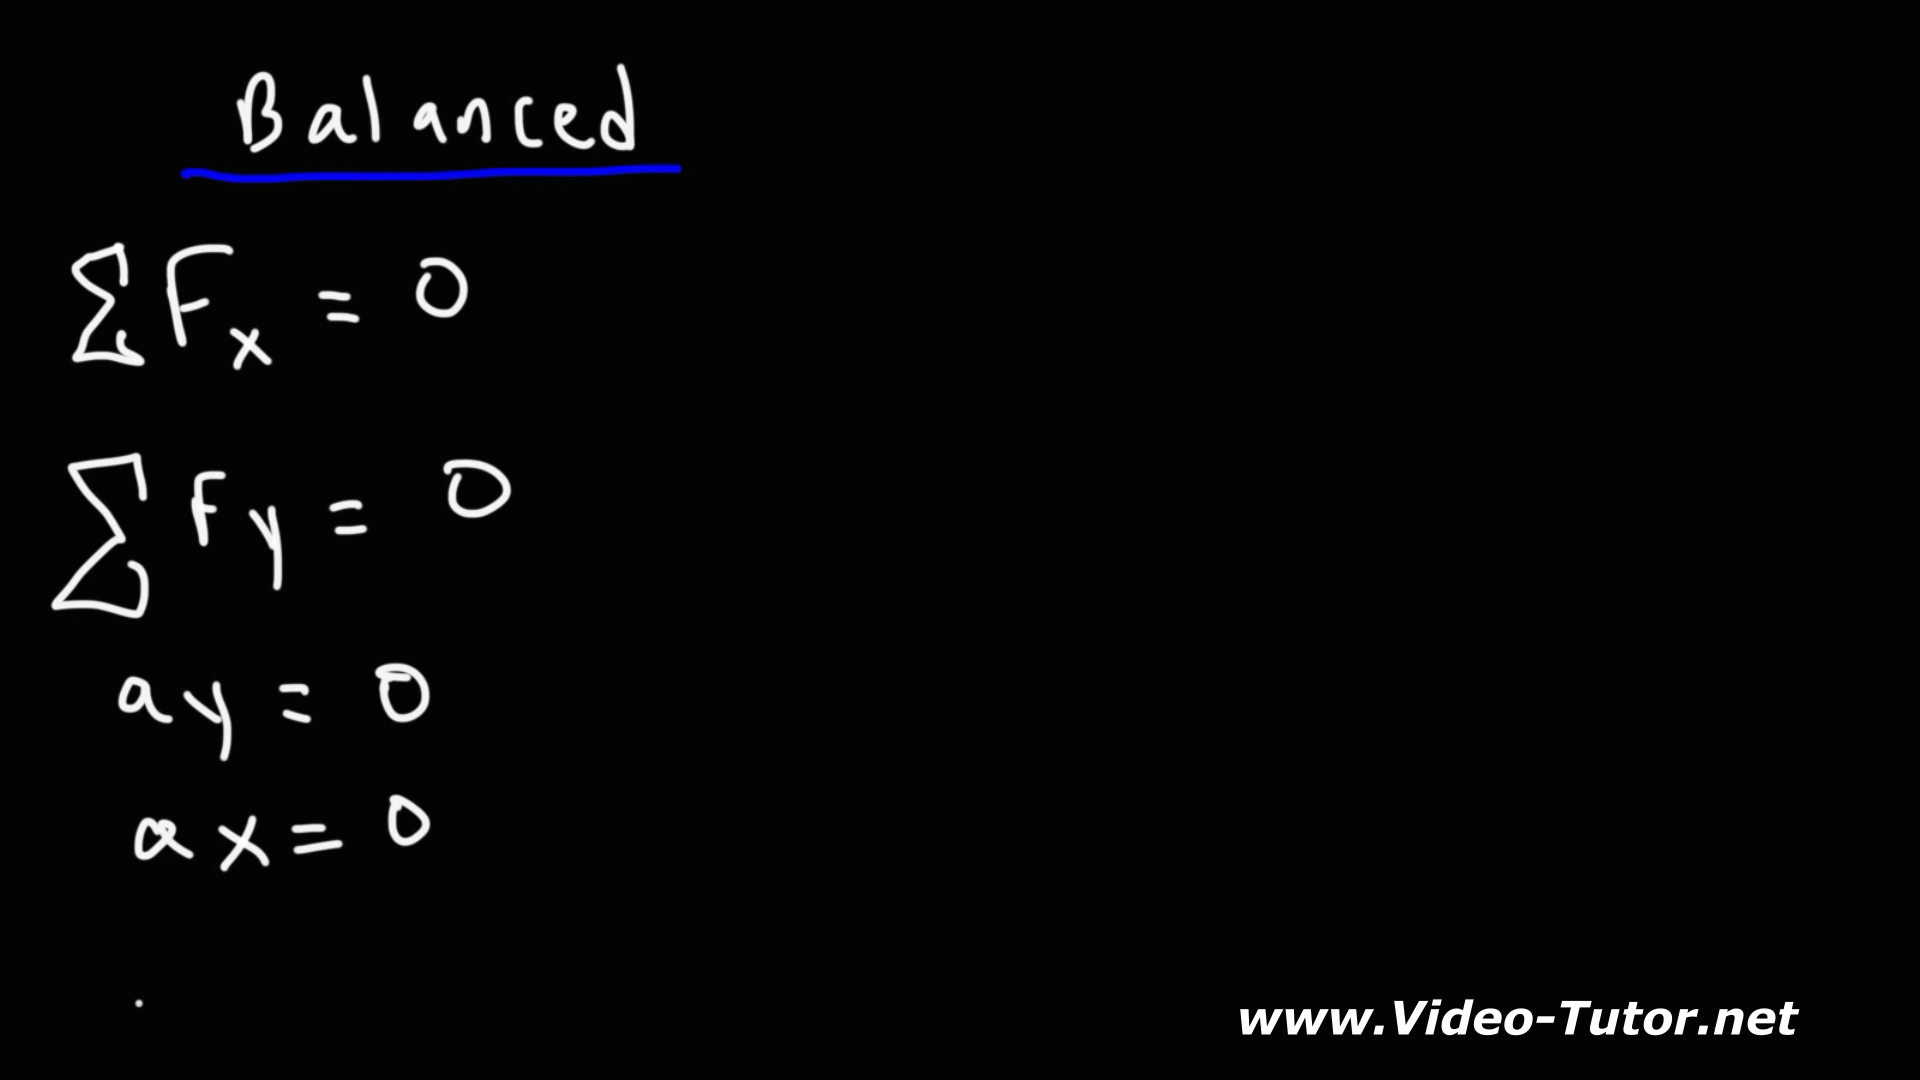 Balanced
∑Fx = 0
∑Fy = 0
ay = 0
ax = 0
www.Video-Tutor.net